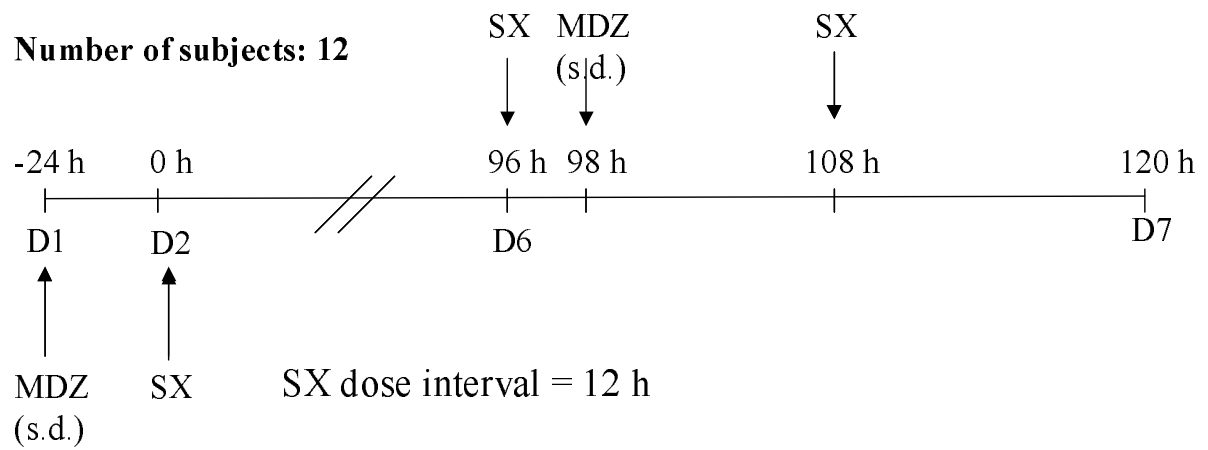 Number of subjects: 12
SX MDZ (s.d.) SX
-24 h 0 h 96 h 98 h 108 h 120 h
D1 D2 D6 D7
MDZ (s.d.) SX SX dose interval = 12 h